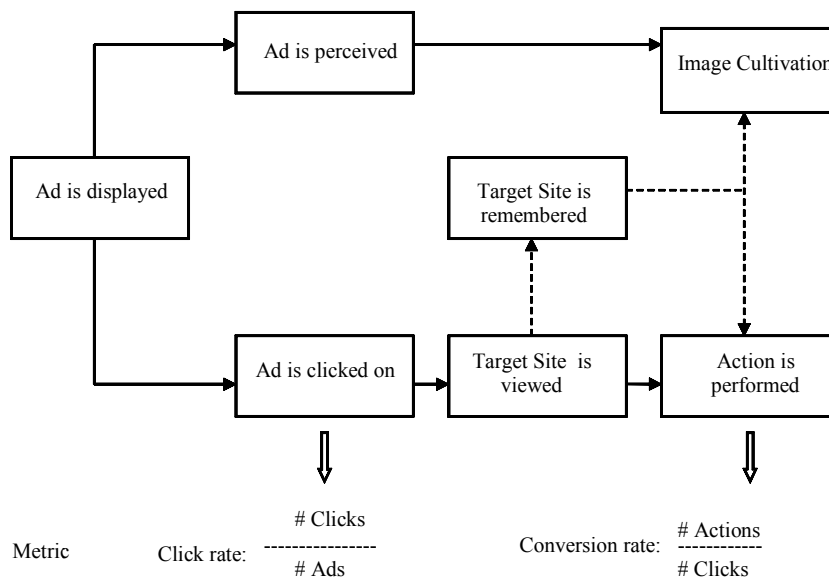 Ad is perceived
Image Cultivation
Ad is displayed
Target Site is
remembered
Ad is clicked on
Target Site is
viewed
Action is
performed
Metric
Click rate:
# Clicks
--------------
# Ads
Conversion rate:
# Actions
-----------
# Clicks